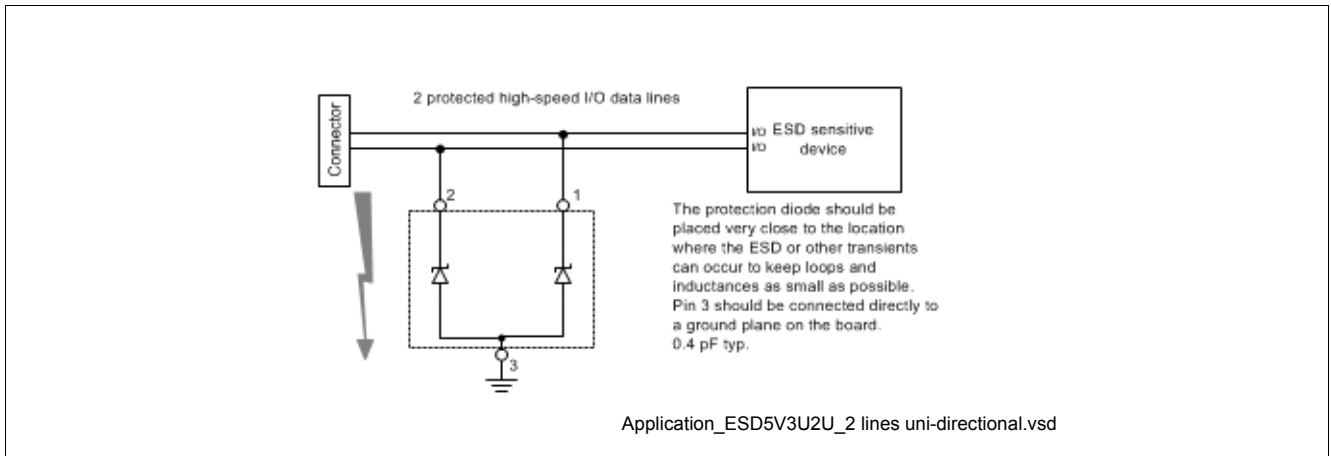 2 protected high-speed I/O data lines
Connector
I/O ESD sensitive
I/O device
2
1
3
The protection diode should be
placed very close to the location
where the ESD or other transients
can occur to keep loops and
inductances as small as possible.
Pin 3 should be connected directly to
a ground plane on the board.
0.4 pF typ.
Application_ESD5V3U2U_2 lines uni-directional.vsd